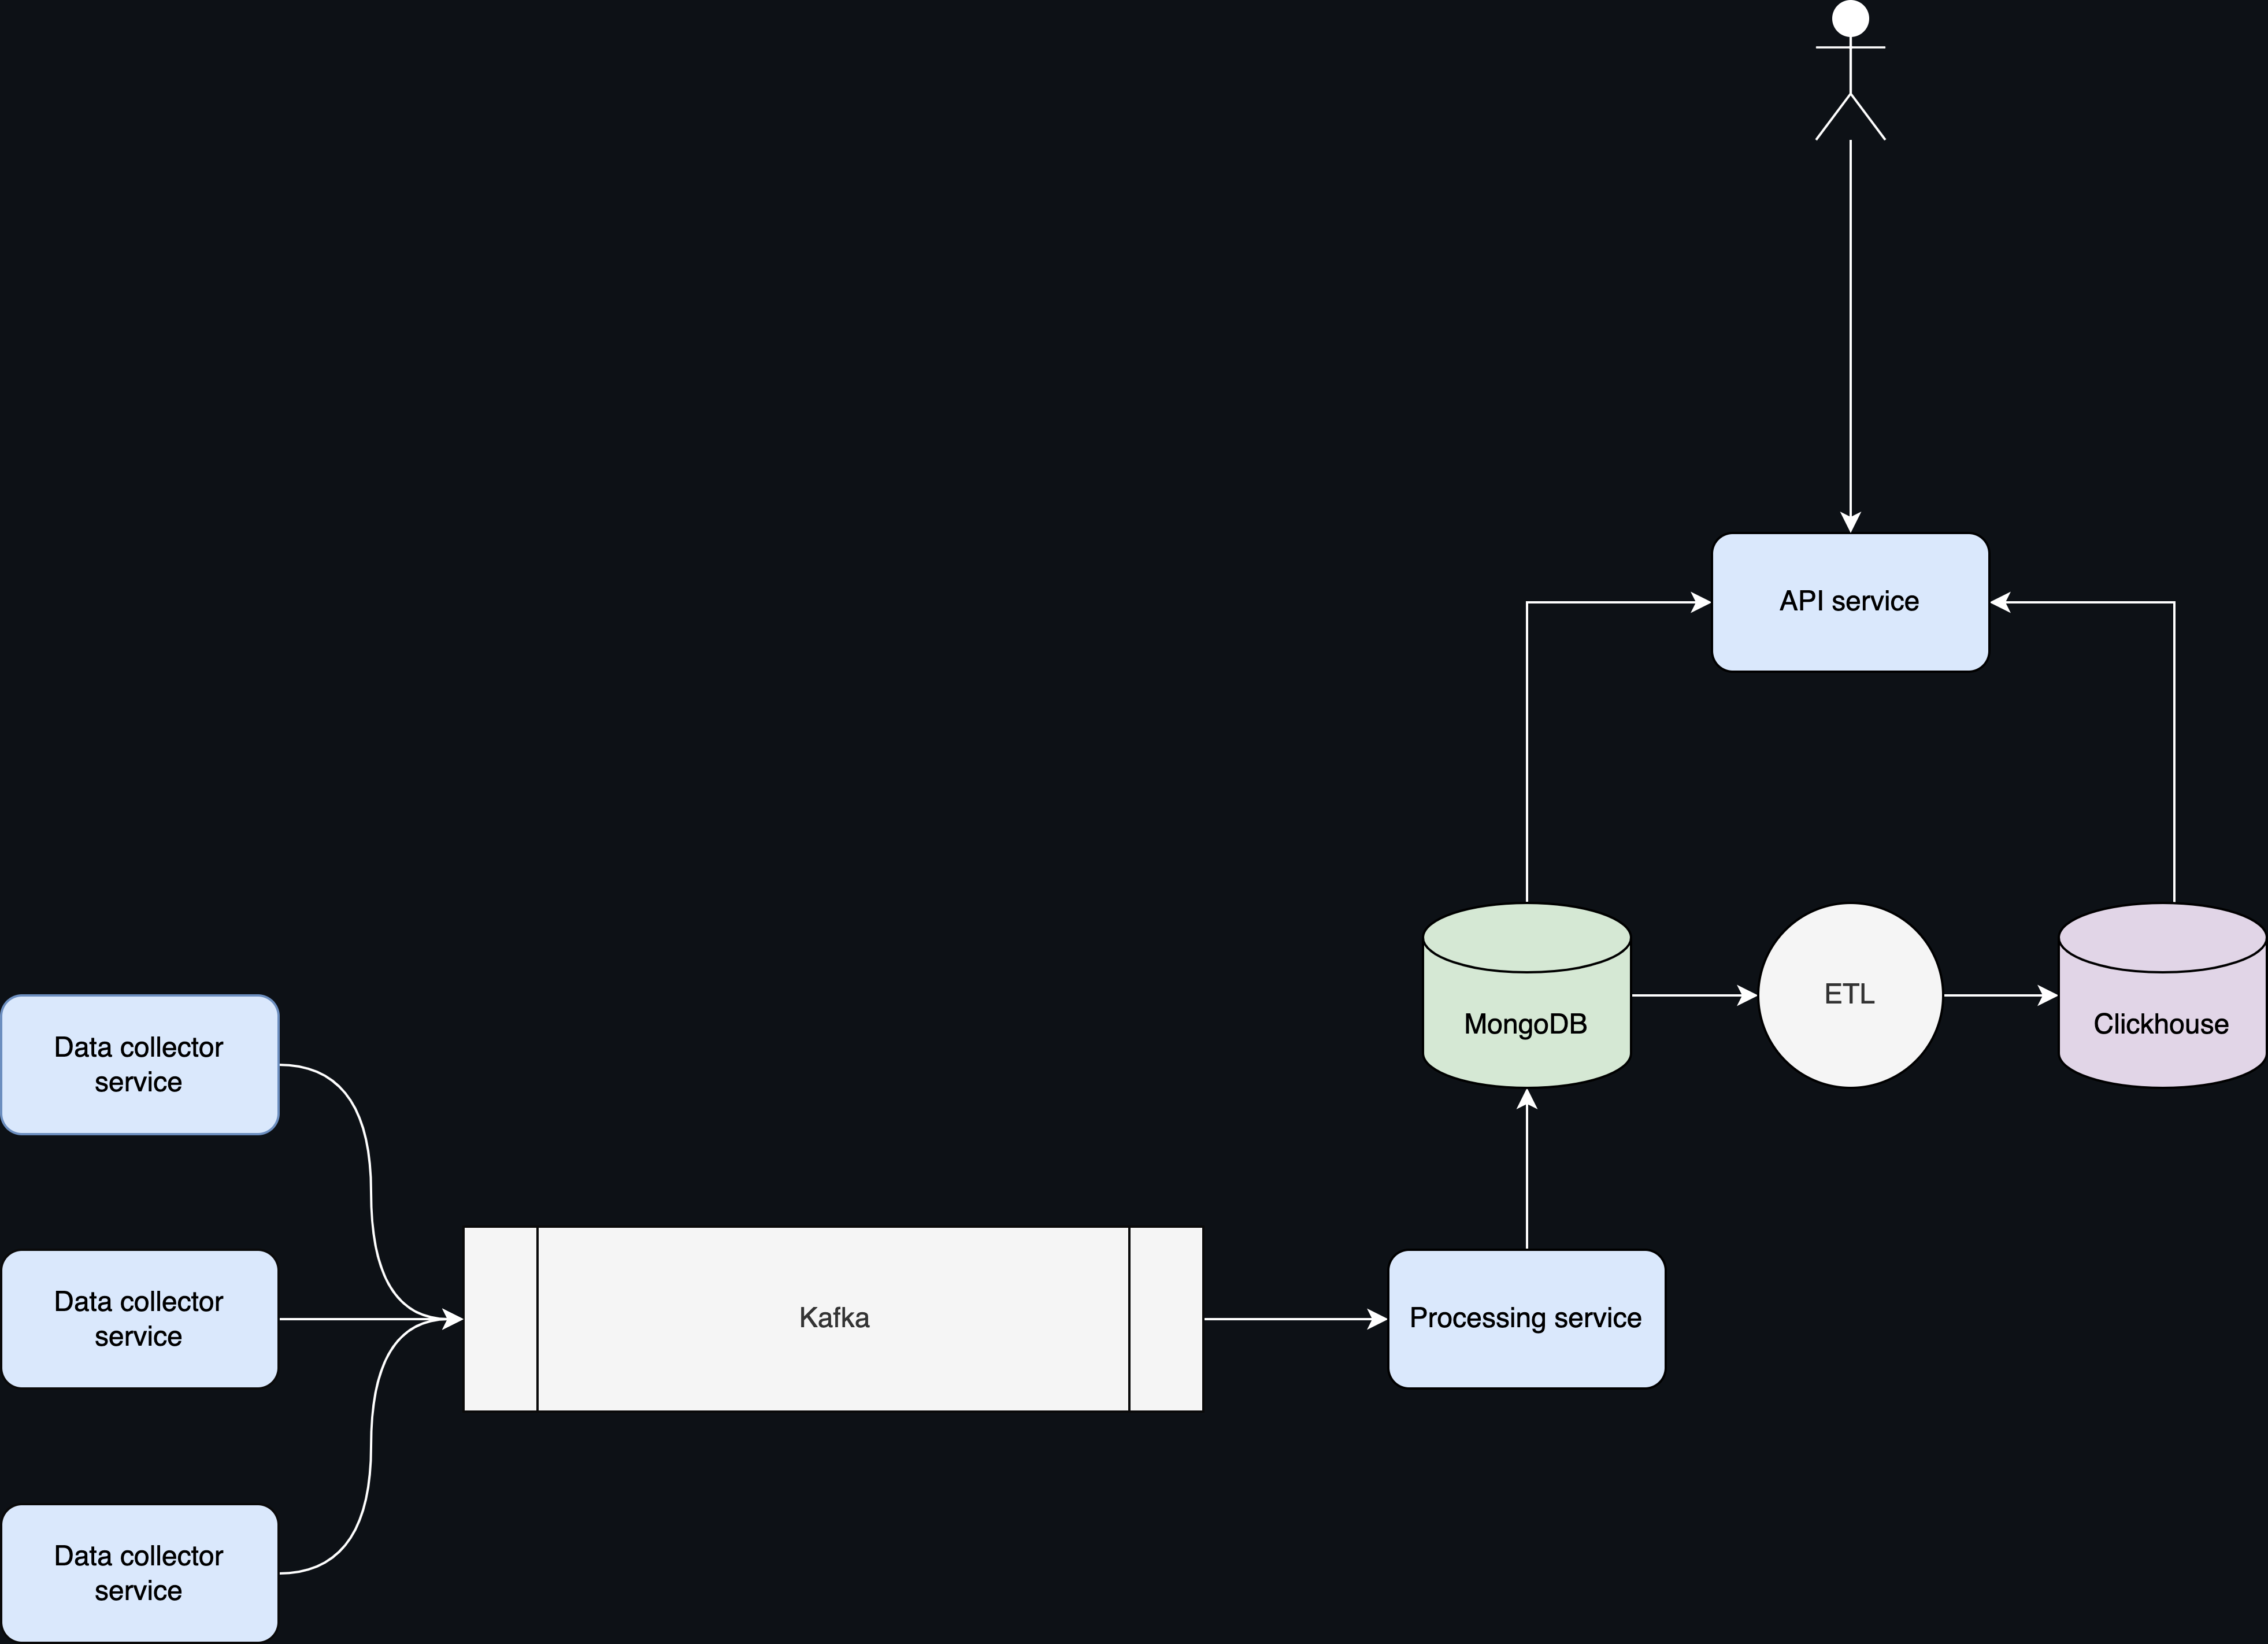 API service
MongoDB
ETL
Clickhouse
Data collector
service
Data collector
service
Kafka
Processing service
Data collector
service